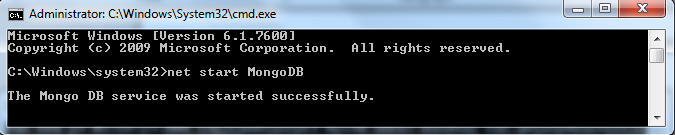 Administrator: C:\Windows\System32\cmd.exe
Microsoft Windows [Version 6.1.7600]
Copyright (c) 2009 Microsoft Corporation.  All rights reserved.
C:\Windows\system32>net start MongoDB
The Mongo DB service was started successfully.